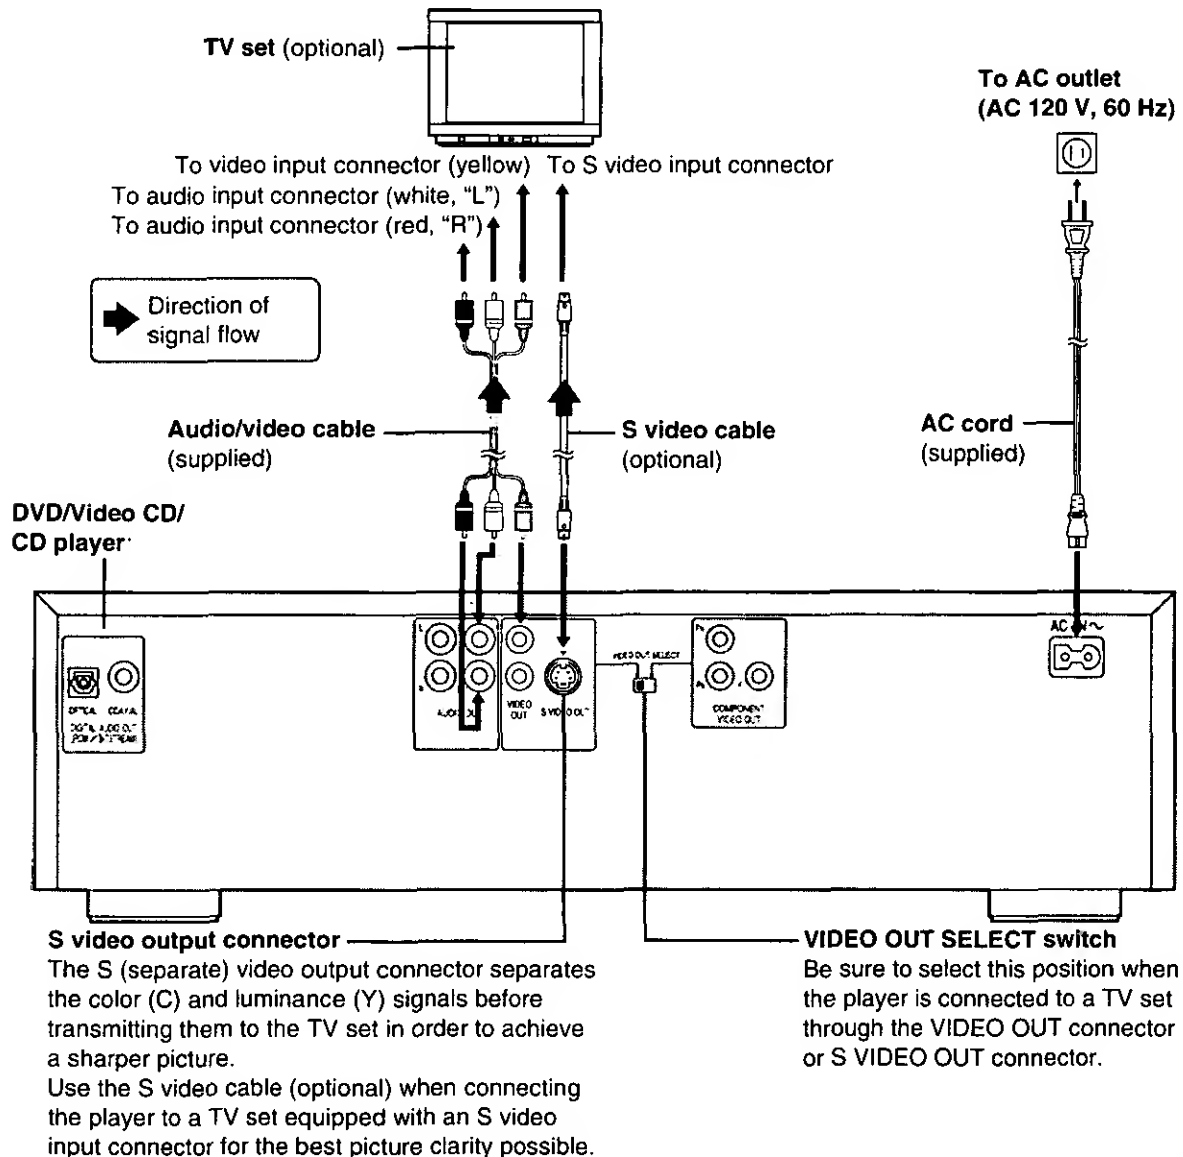 TV set (optional)
To AC outlet
(AC 120 V, 60 Hz)
To video input connector (yellow)
To S video input connector
To audio input connector (white, “L”)
To audio input connector (red, “R”)
Direction of
signal flow
Audio/video cable
(supplied)
S video cable
(optional)
AC cord
(supplied)
DVD/Video CD/
CD player
OPTICAL COAXIAL
DIGITAL AUDIO OUT
L
R
AUDIO OUT
VIDEO
OUT
S VIDEO OUT
VIDEO OUT SELECT
COMPONENT
VIDEO OUT
AC IN
S video output connector
The S (separate) video output connector separates
the color (C) and luminance (Y) signals before
transmitting them to the TV set in order to achieve
a sharper picture.
Use the S video cable (optional) when connecting
the player to a TV set equipped with an S video
input connector for the best picture clarity possible.
VIDEO OUT SELECT switch
Be sure to select this position when
the player is connected to a TV set
through the VIDEO OUT connector
or S VIDEO OUT connector.